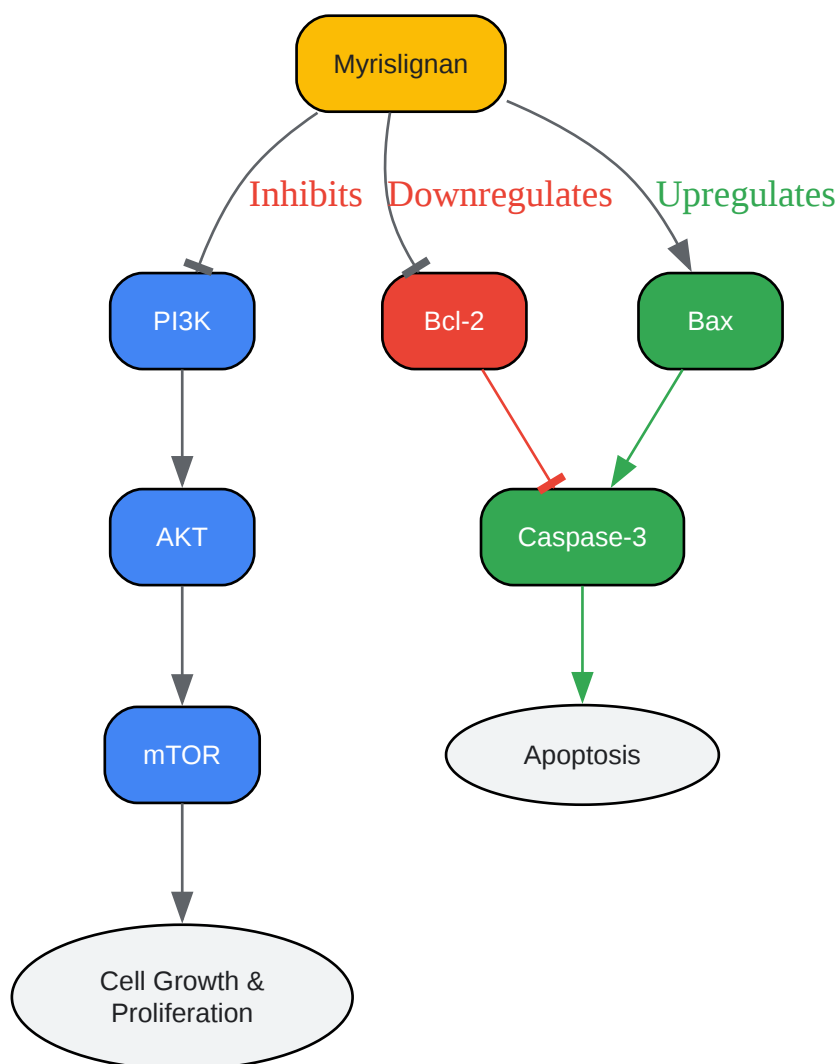 Myrislignan
Inhibits
Downregulates
Upregulates
PI3K
Bcl-2
Bax
AKT
Caspase-3
mTOR
Apoptosis
Cell Growth &
Proliferation